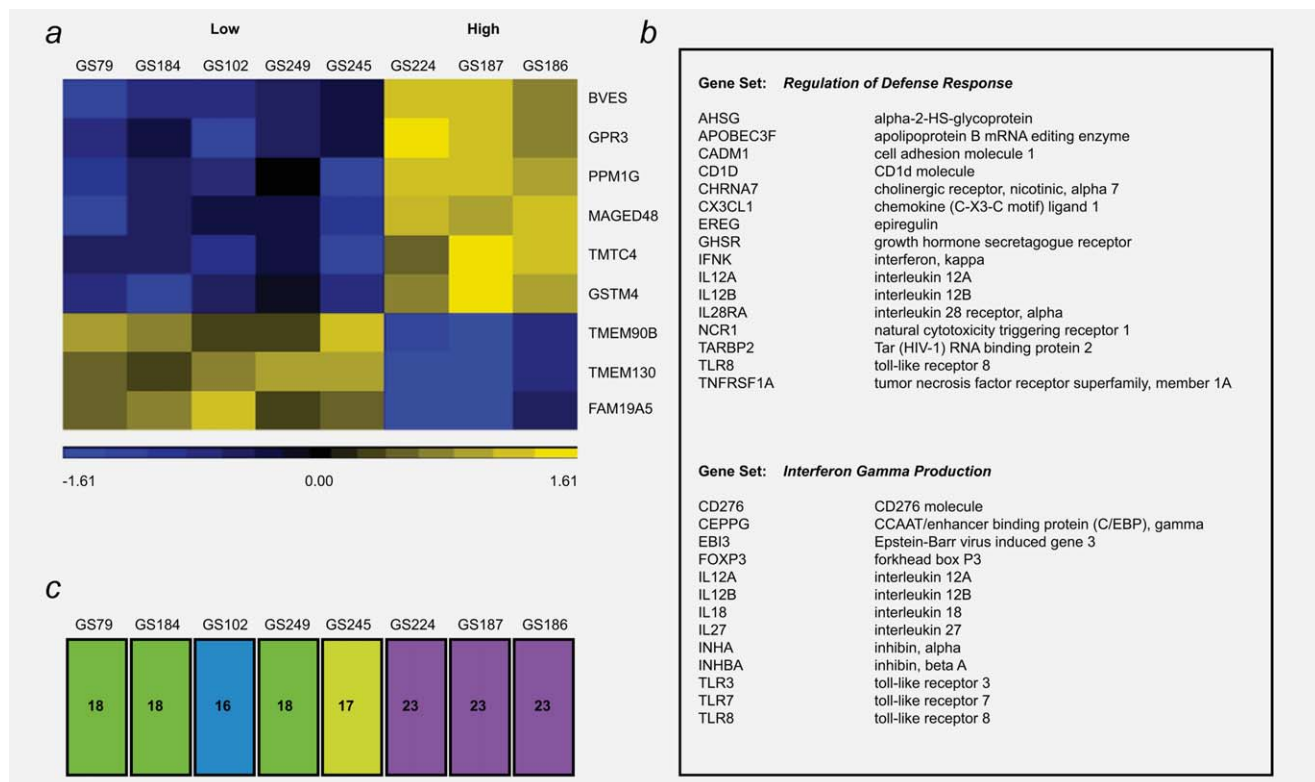 a
Low High
GS79 GS184 GS102 GS249 GS245 GS224 GS187 GS186
BVES
GPR3
PPM1G
MAGED48
TMTC4
GSTM4
TMEM90B
TMEM130
FAM19A5
-1.61 0.00 1.61
b
Gene Set: Regulation of Defense Response
AHSG alpha-2-HS-glycoprotein
APOBEC3F apolipoprotein B mRNA editing enzyme
CADM1 cell adhesion molecule 1
CD1D CD1d molecule
CHRNA7 cholinergic receptor, nicotinic, alpha 7
CX3CL1 chemokine (C-X3-C motif) ligand 1
EREG epiregulin
GHSR growth hormone secretagogue receptor
IFNK interferon, kappa
IL12A interleukin 12A
IL12B interleukin 12B
IL28RA interleukin 28 receptor, alpha
NCR1 natural cytotoxicity triggering receptor 1
TARBP2 Tar (HIV-1) RNA binding protein 2
TLR8 toll-like receptor 8
TNFRSF1A tumor necrosis factor receptor superfamily, member 1A
Gene Set: Interferon Gamma Production
CD276 CD276 molecule
CEPPG CCAAT/enhancer binding protein (C/EBP), gamma
EBI3 Epstein-Barr virus induced gene 3
FOXP3 forkhead box P3
IL12A interleukin 12A
IL12B interleukin 12B
IL18 interleukin 18
IL27 interleukin 27
INHA inhibin, alpha
INHBA inhibin, beta A
TLR3 toll-like receptor 3
TLR7 toll-like receptor 7
TLR8 toll-like receptor 8
c
GS79 GS184 GS102 GS249 GS245 GS224 GS187 GS186
18 18 16 18 17 23 23 23